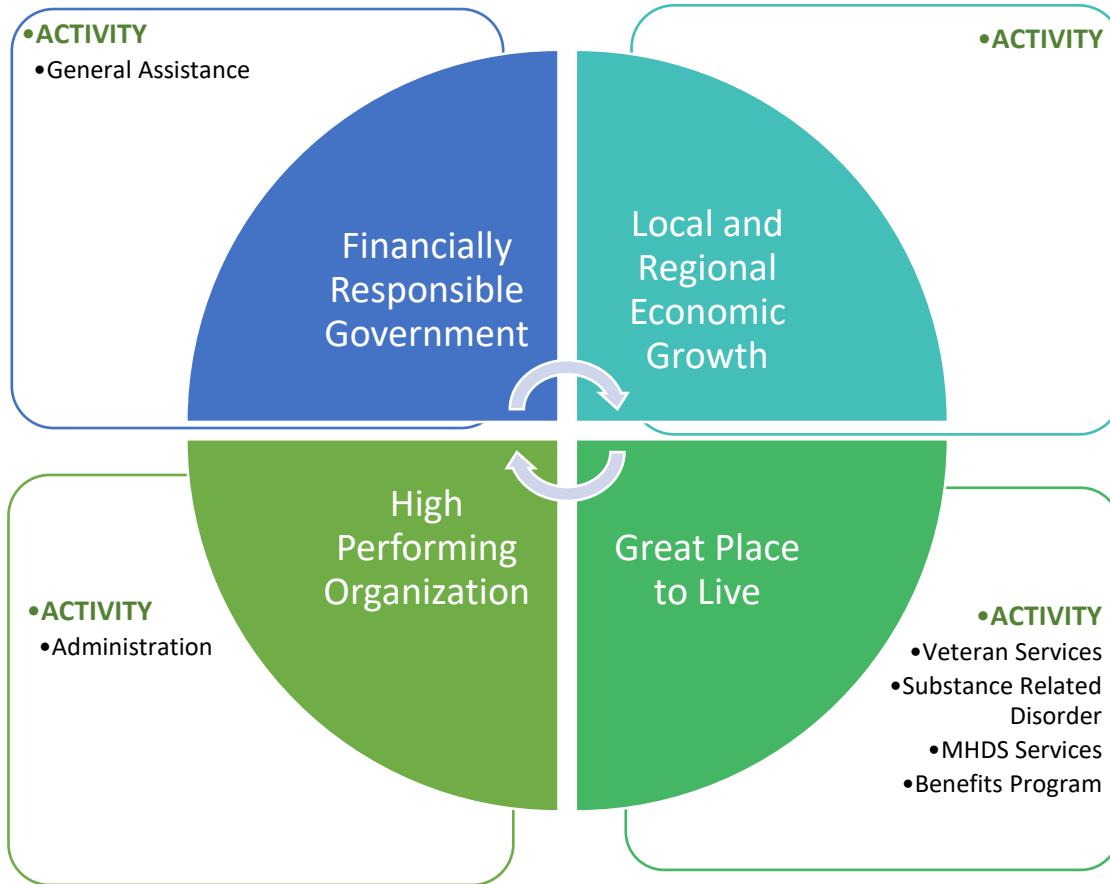 •ACTIVITY
•General Assistance
•ACTIVITY
Financially
Responsible
Government
Local and
Regional
Economic
Growth
High
Performing
Organization
Great Place
to Live
•ACTIVITY
•Administration
•ACTIVITY
•Veteran Services
•Substance Related
Disorder
•MHDS Services
•Benefits Program